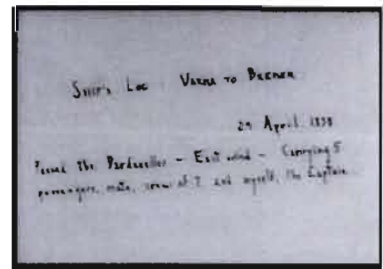 Ship's Log : Varna to Bremen
29 April 1838
Passed the Dardanelles – East wind – Carrying 5
passengers, mate, crew of 7 and myself, the Captain.